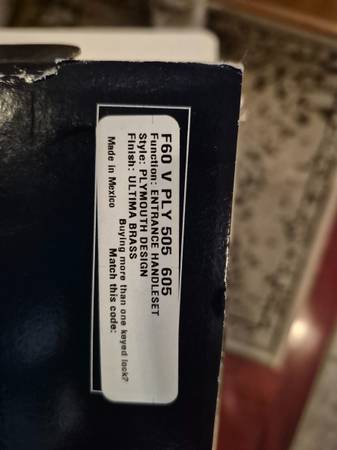 F60 V PLY 505 605
Function: ENTRANCE HANDLESET
Style: PLYMOUTH DESIGN
Finish: ULTIMA BRASS
Buying more than one keyed lock?
Made in Mexico
Match this code: